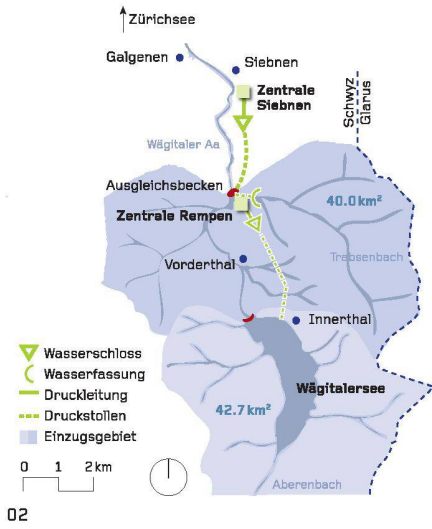 Zürichsee
Galgenen
Siebnen
Zentrale
Siebnen
Schwyz
Glarus
Wägitaler Aa
Ausgleichsbecken
40.0 km²
Zentrale Rempen
Trebsenbach
Vorderthal
Innerthal
Wasserschloss
Wasserfassung
Druckleitung
Druckstollen
Einzugsgebiet
Wägitalersee
42.7 km²
0 1 2 km
Aberenbach
02